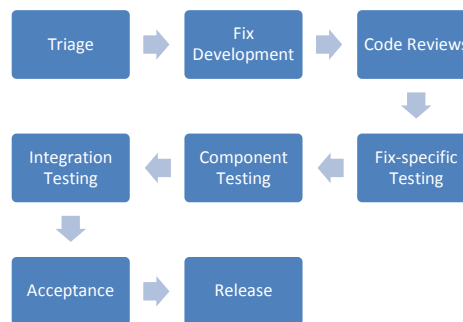 Triage
Fix
Development
Code Reviews
Fix-specific
Testing
Component
Testing
Integration
Testing
Acceptance
Release